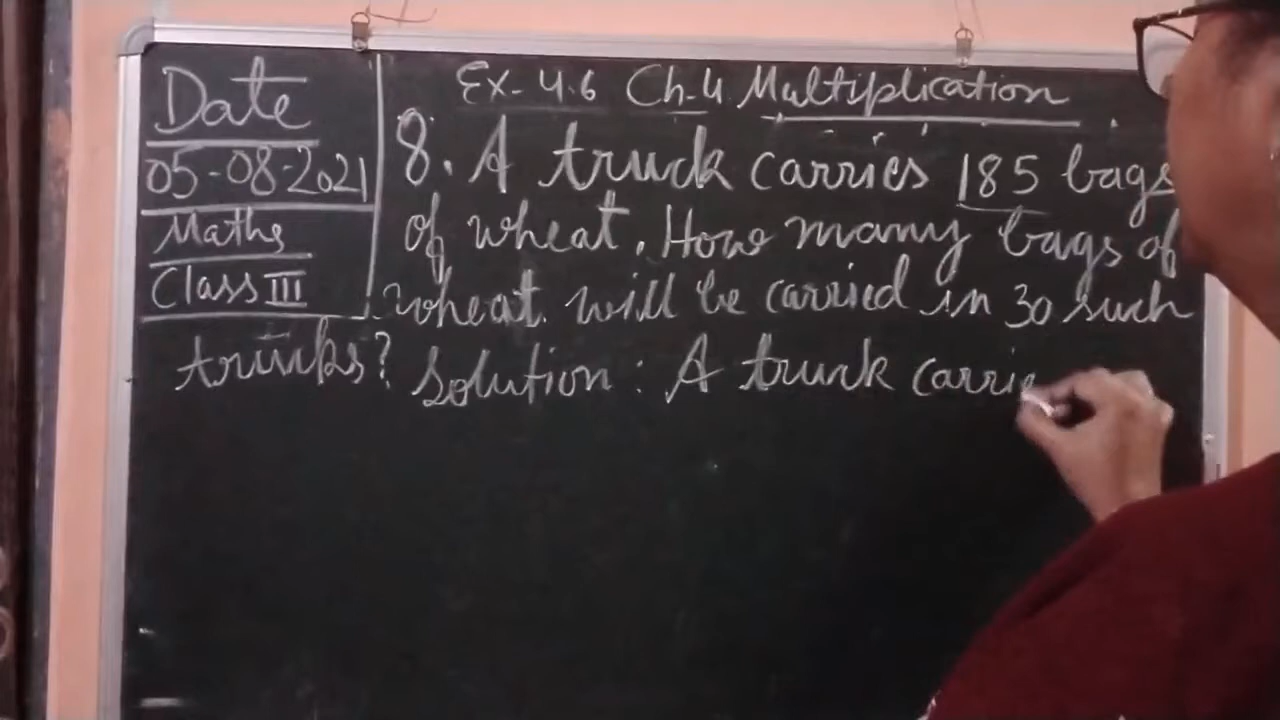 Date
05-08-2021
Maths
Class III
Ex-4.6 Ch-4 Multiplication
8. A truck carries 185 bags
of wheat. How many bags of
wheat will be carried in 30 such
trucks? Solution: A truck carrie